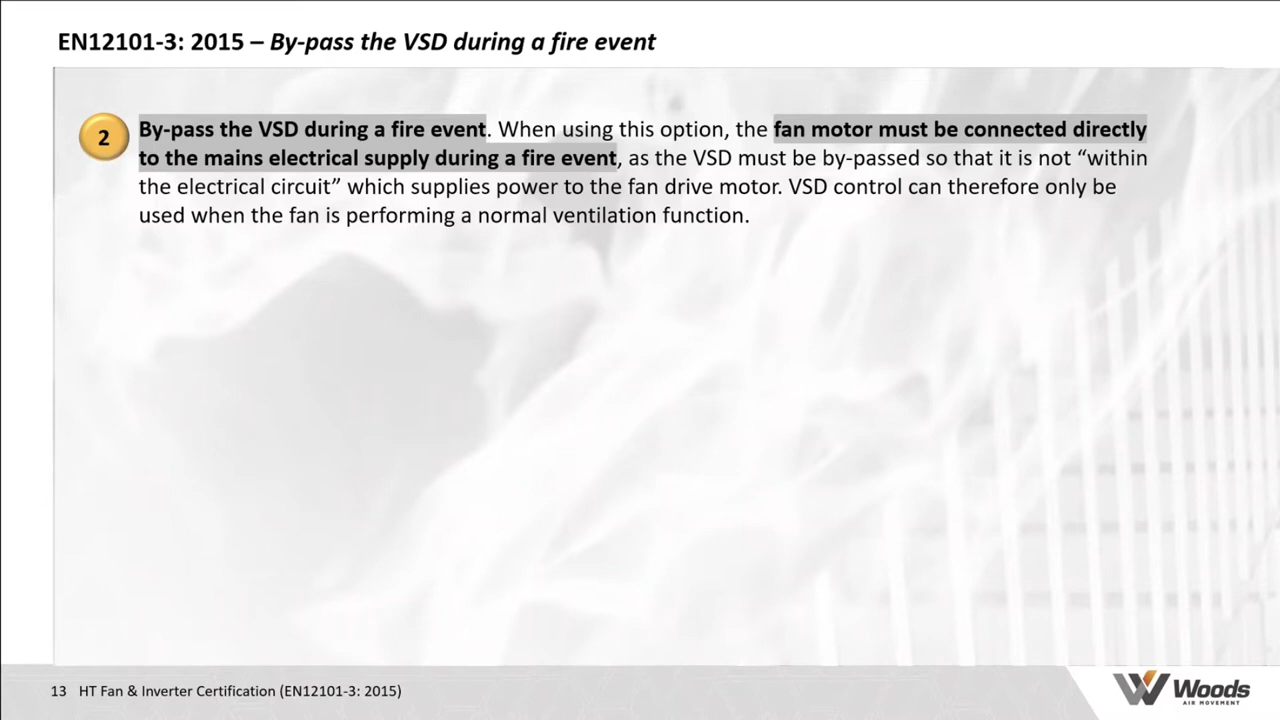 EN12101-3: 2015 – By-pass the VSD during a fire event
2
By-pass the VSD during a fire event. When using this option, the fan motor must be connected directly
to the mains electrical supply during a fire event, as the VSD must be by-passed so that it is not “within
the electrical circuit” which supplies power to the fan drive motor. VSD control can therefore only be
used when the fan is performing a normal ventilation function.
13 HT Fan & Inverter Certification (EN12101-3: 2015)
Woods
AIR MOVEMENT